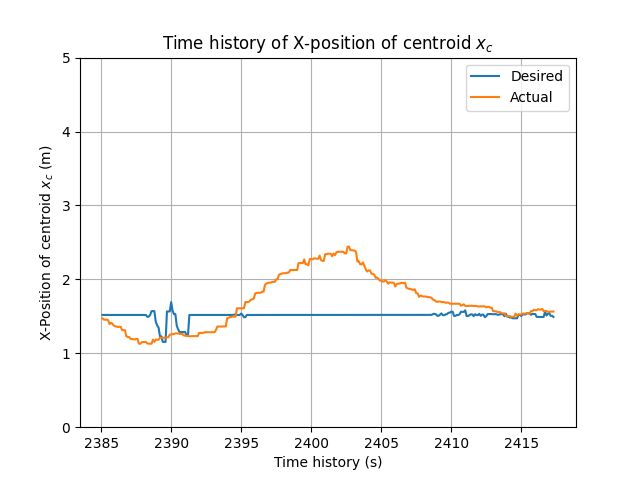 Time history of X-position of centroid $x_c$
Desired
Actual
X-Position of centroid $x_c$ (m)
5
4
3
2
1
0
2385 2390 2395 2400 2405 2410 2415
Time history (s)